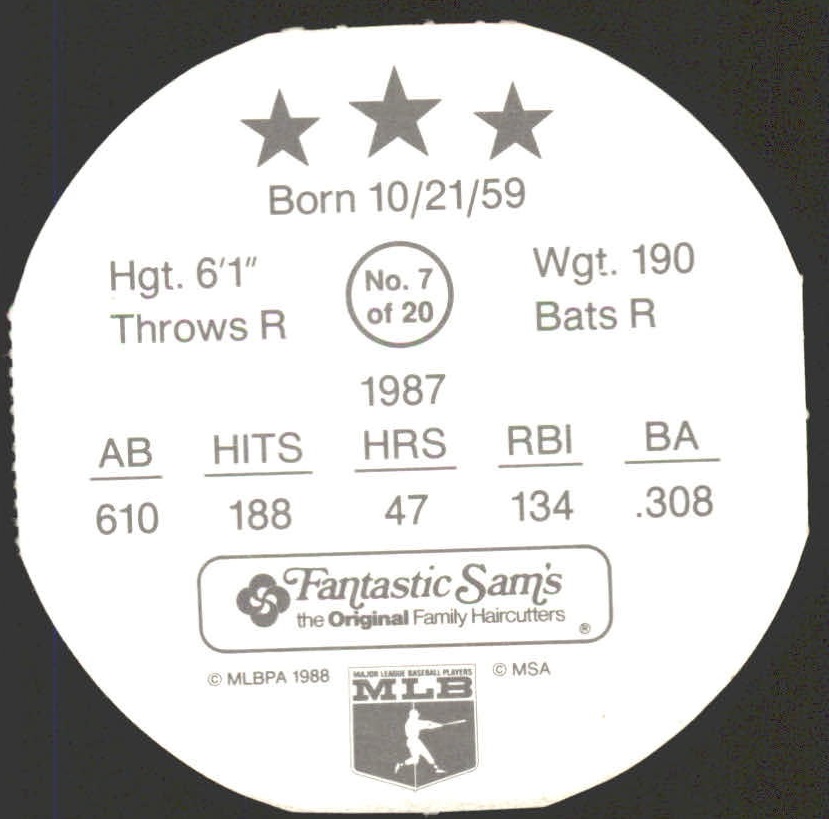 Born 10/21/59
Hgt. 6'1" Wgt. 190
No. 7
of 20
Throws R Bats R
1987
AB HITS HRS RBI BA
610 188 47 134 .308
Fantastic Sam's
the Original Family Haircutters ®
© MLBPA 1988 © MSA
MAJOR LEAGUE BASEBALL PLAYERS
MLB